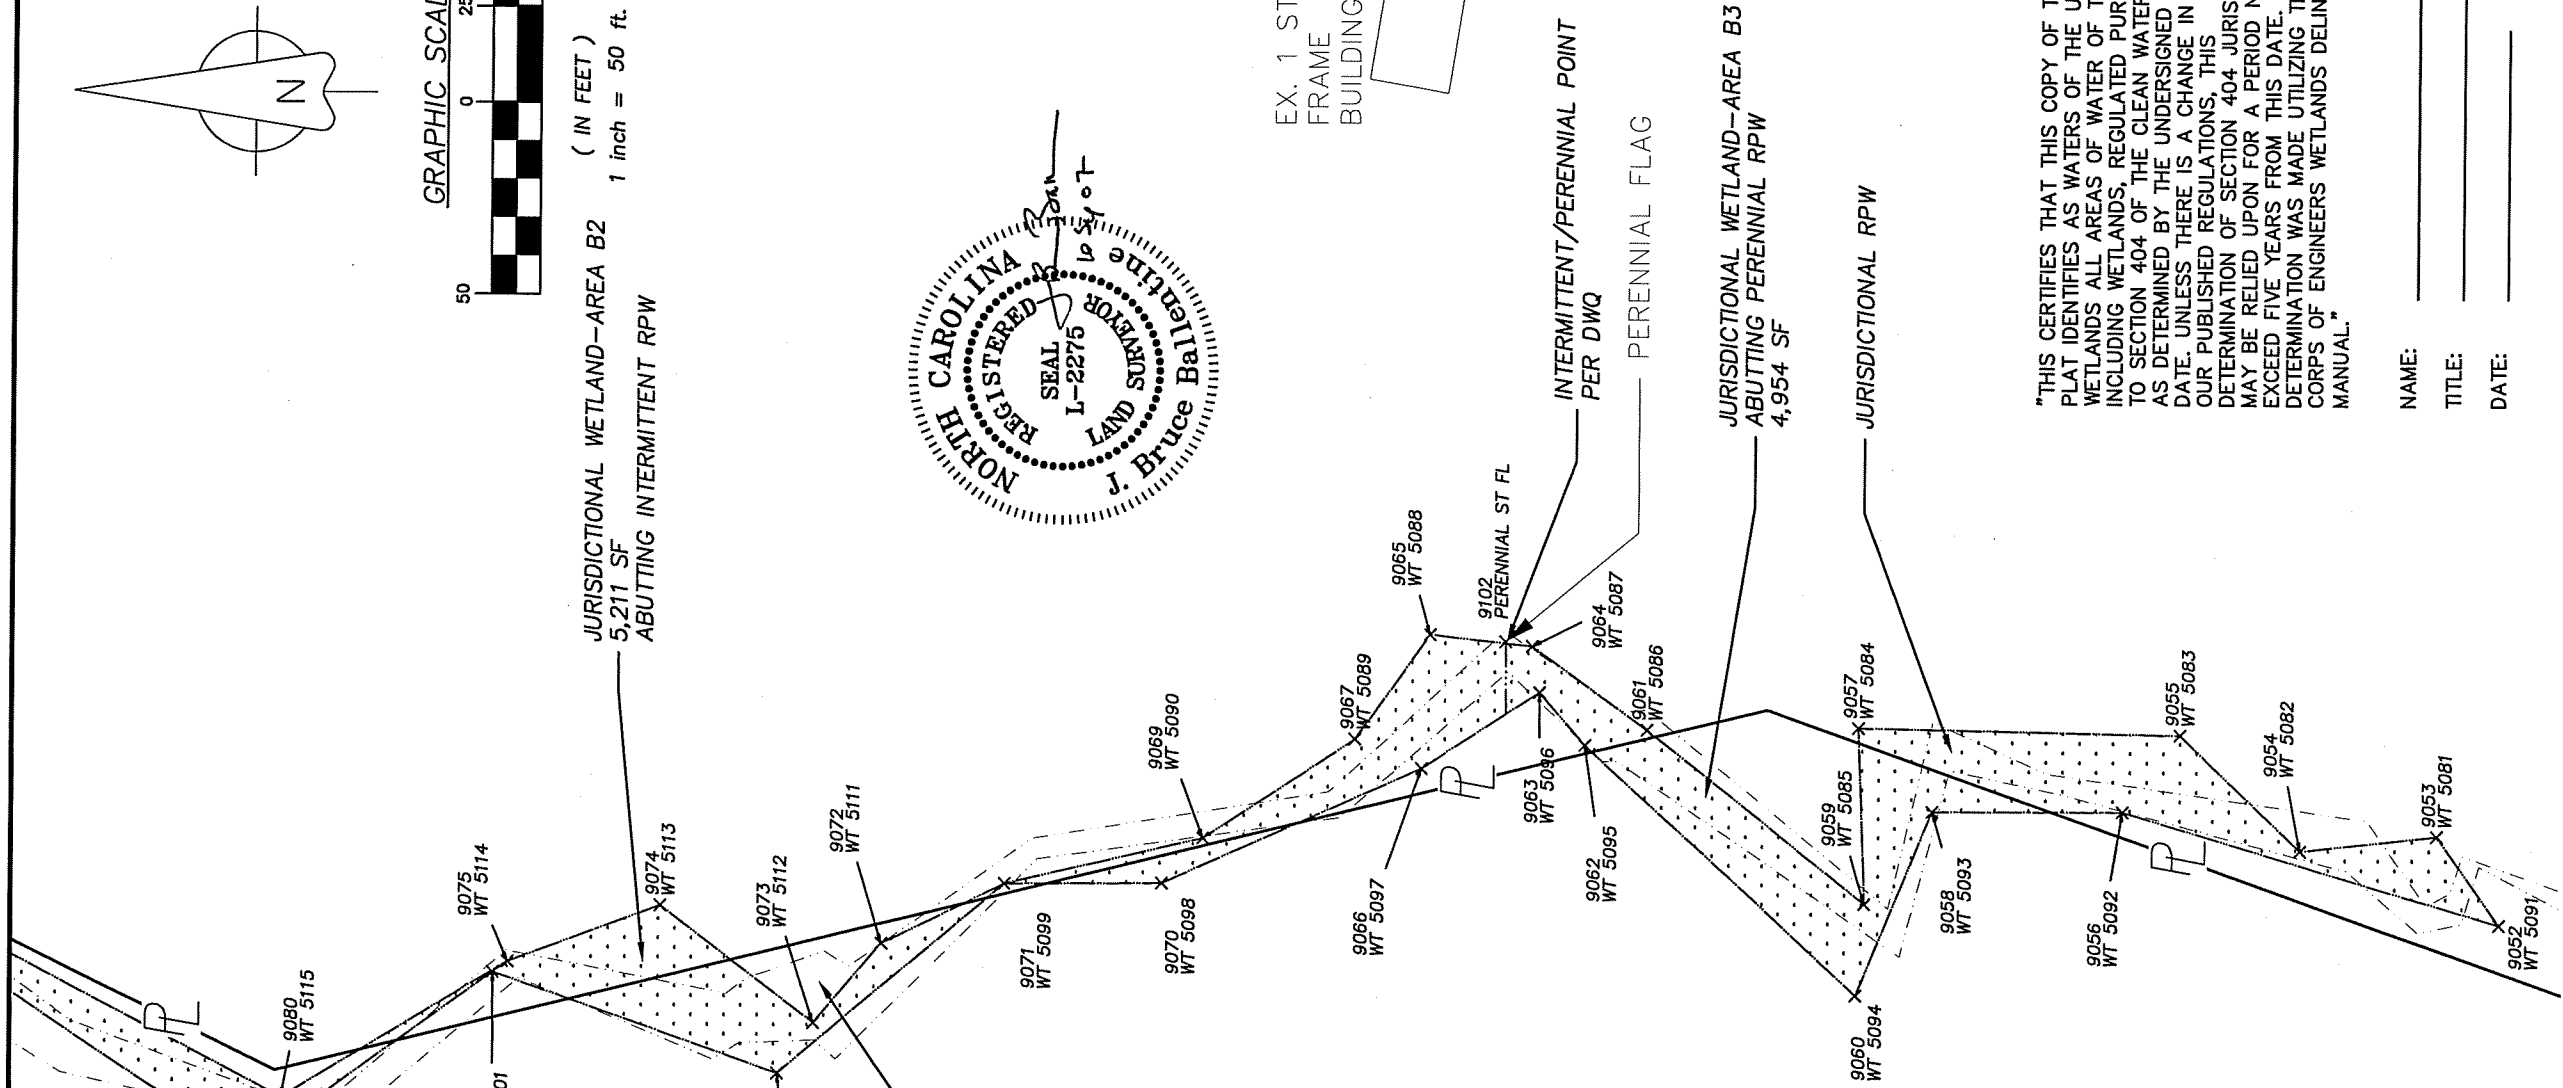 N
GRAPHIC SCAL
50
0
25
( IN FEET )
1 inch = 50 ft.
JURISDICTIONAL WETLAND-AREA B2
5,211 SF
ABUTTING INTERMITTENT RPW
NORTH CAROLINA
REGISTERED
SEAL
L-2275
LAND SURVEYOR
J. Bruce Ballentine
EX. 1 ST
FRAME
BUILDING
INTERMITTENT/PERENNIAL POINT
PER DWQ
PERENNIAL FLAG
JURISDICTIONAL WETLAND-AREA B3
ABUTTING PERENNIAL RPW
4,954 SF
JURISDICTIONAL RPW
"THIS CERTIFIES THAT THIS COPY OF T
PLAT IDENTIFIES AS WATERS OF THE U
WETLANDS ALL AREAS OF WATER OF T
INCLUDING WETLANDS, REGULATED PUR
TO SECTION 404 OF THE CLEAN WATER
AS DETERMINED BY THE UNDERSIGNED
DATE. UNLESS THERE IS A CHANGE IN
OUR PUBLISHED REGULATIONS, THIS
DETERMINATION OF SECTION 404 JURIS
MAY BE RELIED UPON FOR A PERIOD N
EXCEED FIVE YEARS FROM THIS DATE.
DETERMINATION WAS MADE UTILIZING T
CORPS OF ENGINEERS WETLANDS DELIN
MANUAL."
NAME:
TITLE:
DATE:
9080
WT 5115
PL
01
9075
WT 5114
9074
WT 5113
9073
WT 5112
9072
WT 5111
9071
WT 5099
9070
WT 5098
9069
WT 5090
9067
WT 5089
9066
WT 5097
9065
WT 5088
PL
9102
PERENNIAL ST FL
9063
WT 5096
9064
WT 5087
9062
WT 5095
9061
WT 5086
9059
WT 5085
9057
WT 5084
9060
WT 5094
9058
WT 5093
9056
WT 5092
PL
9055
WT 5083
9054
WT 5082
9053
WT 5081
9052
WT 5091